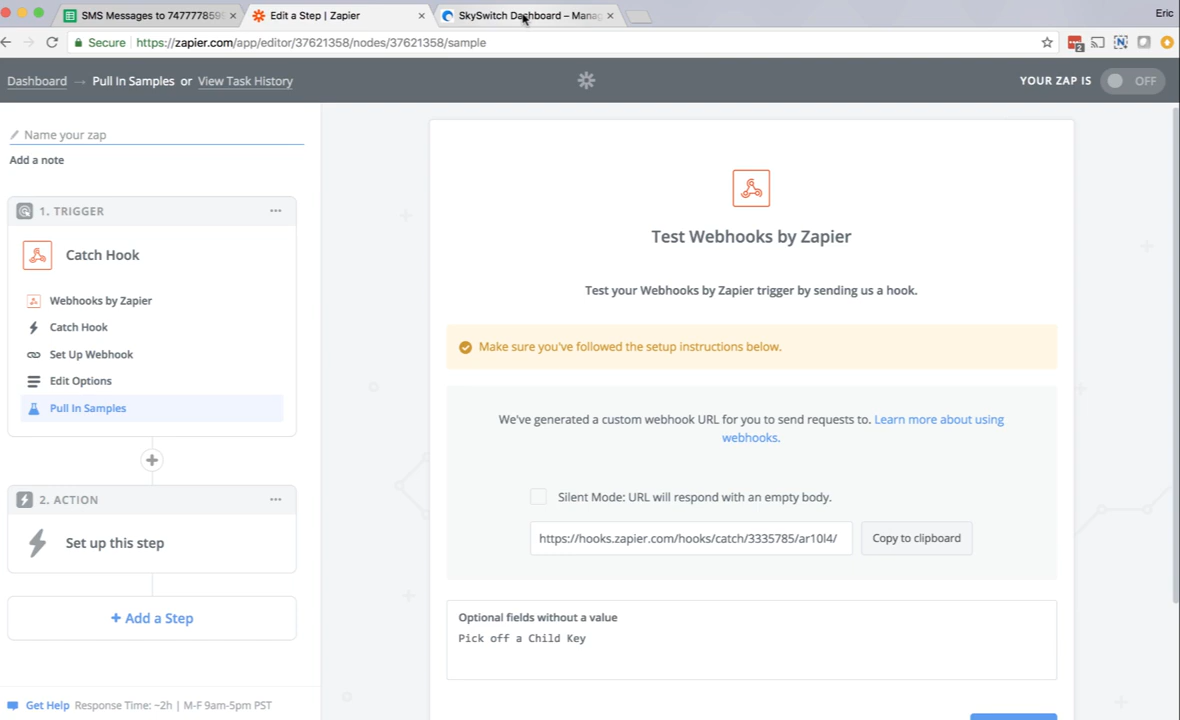 SMS Messages to 7477778595
Edit a Step | Zapier
SkySwitch Dashboard – Manag
Eric
Secure
https://zapier.com/app/editor/37621358/nodes/37621358/sample
2
Dashboard → Pull In Samples or View Task History
YOUR ZAP IS OFF
Name your zap
Add a note
1. TRIGGER
Catch Hook
Webhooks by Zapier
Catch Hook
Set Up Webhook
Edit Options
Pull In Samples
2. ACTION
Set up this step
+ Add a Step
Get Help Response Time: ~2h | M-F 9am-5pm PST
Test Webhooks by Zapier
Test your Webhooks by Zapier trigger by sending us a hook.
Make sure you've followed the setup instructions below.
We've generated a custom webhook URL for you to send requests to. Learn more about using
webhooks.
Silent Mode: URL will respond with an empty body.
https://hooks.zapier.com/hooks/catch/3335785/ar10l4/
Copy to clipboard
Optional fields without a value
Pick off a Child Key